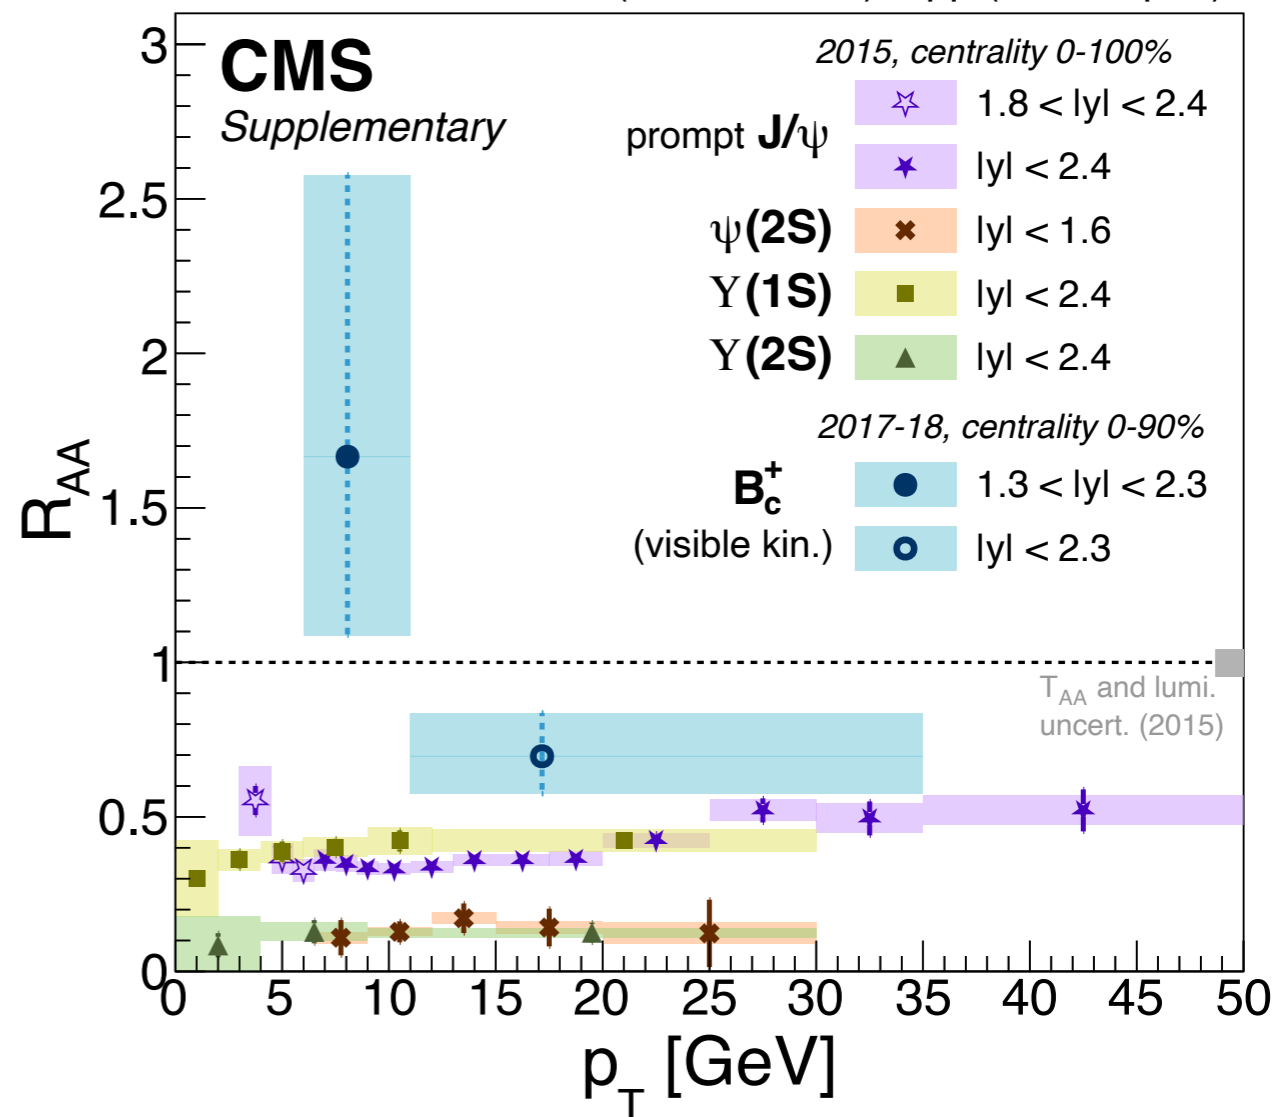 CMS
Supplementary
2015, centrality 0-100%
prompt J/ψ
1.8 < |y| < 2.4
|y| < 2.4
ψ(2S) |y| < 1.6
Υ(1S) |y| < 2.4
Υ(2S) |y| < 2.4
2017-18, centrality 0-90%
B_c^+ 1.3 < |y| < 2.3
(visible kin.) |y| < 2.3
T_AA and lumi.
uncert. (2015)
R_AA
3
2.5
2
1.5
1
0.5
0
0 5 10 15 20 25 30 35 40 45 50
p_T [GeV]